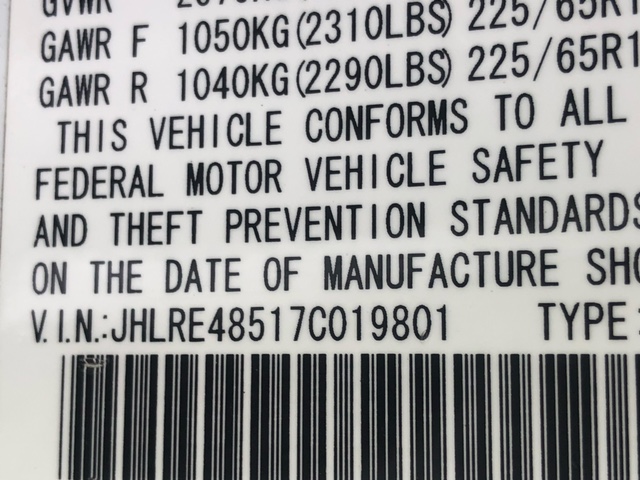 GVWR
GAWR F 1050KG(2310LBS) 225/65R1
GAWR R 1040KG(2290LBS) 225/65R1
THIS VEHICLE CONFORMS TO ALL
FEDERAL MOTOR VEHICLE SAFETY
AND THEFT PREVENTION STANDARDS
ON THE DATE OF MANUFACTURE SHO
V.I.N.:JHLRE48517C019801 TYPE: